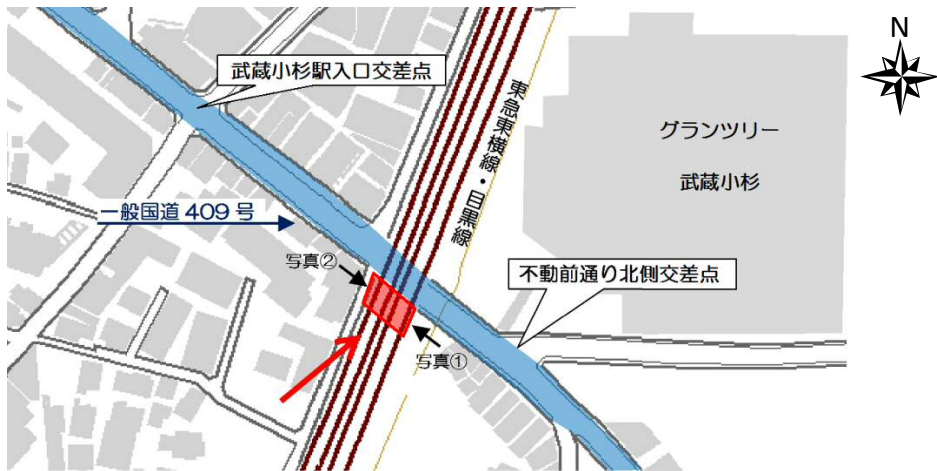 武蔵小杉駅入口交差点
N
東急東横線・目黒線
グランツリー
武蔵小杉
一般国道 409 号
写真②
不動前通り北側交差点
写真①